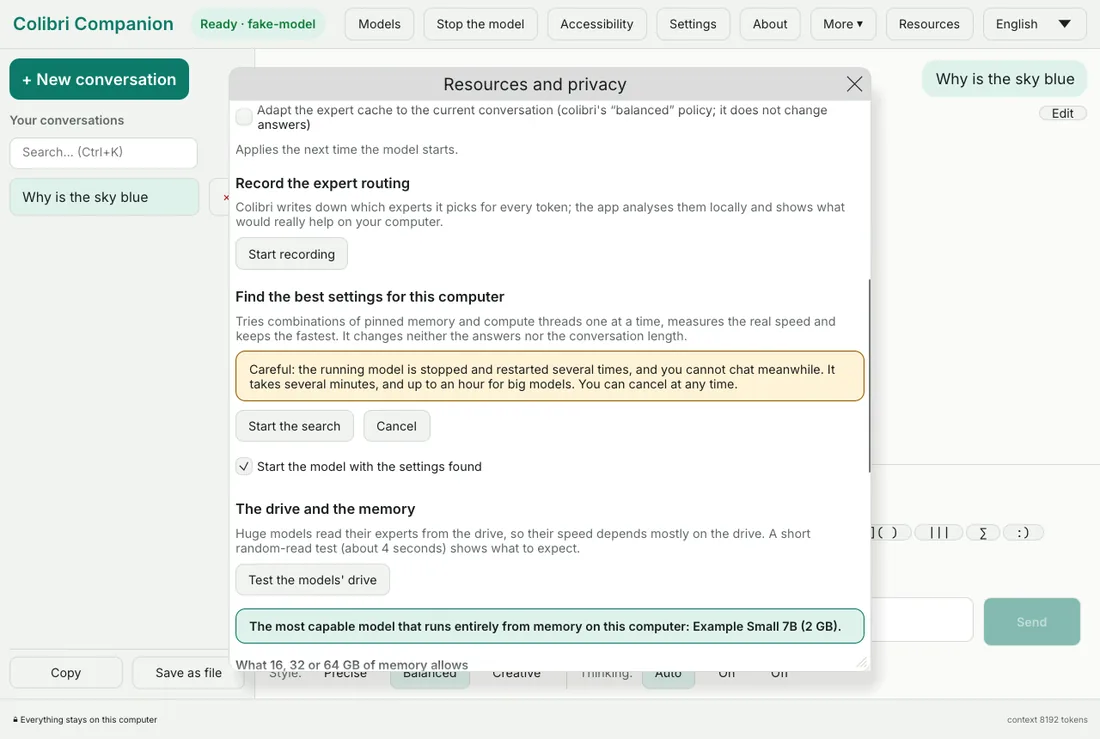 Colibri Companion
Ready · fake-model
Models
Stop the model
Accessibility
Settings
About
More ▾
Resources
English
+ New conversation
Your conversations
Search... (Ctrl+K)
Why is the sky blue
×
Why is the sky blue
Edit
Resources and privacy
Adapt the expert cache to the current conversation (colibri's “balanced” policy; it does not change
answers)
Applies the next time the model starts.
Record the expert routing
Colibri writes down which experts it picks for every token; the app analyses them locally and shows what
would really help on your computer.
Start recording
Find the best settings for this computer
Tries combinations of pinned memory and compute threads one at a time, measures the real speed and
keeps the fastest. It changes neither the answers nor the conversation length.
Careful: the running model is stopped and restarted several times, and you cannot chat meanwhile. It
takes several minutes, and up to an hour for big models. You can cancel at any time.
Start the search
Cancel
Start the model with the settings found
The drive and the memory
Huge models read their experts from the drive, so their speed depends mostly on the drive. A short
random-read test (about 4 seconds) shows what to expect.
Test the models' drive
The most capable model that runs entirely from memory on this computer: Example Small 7B (2 GB).
What 16, 32 or 64 GB of memory allows
]( )
|||
∑
:)
Send
Copy
Save as file
Style:
Precise
Balanced
Creative
Thinking:
Auto
On
Off
Everything stays on this computer
context 8192 tokens